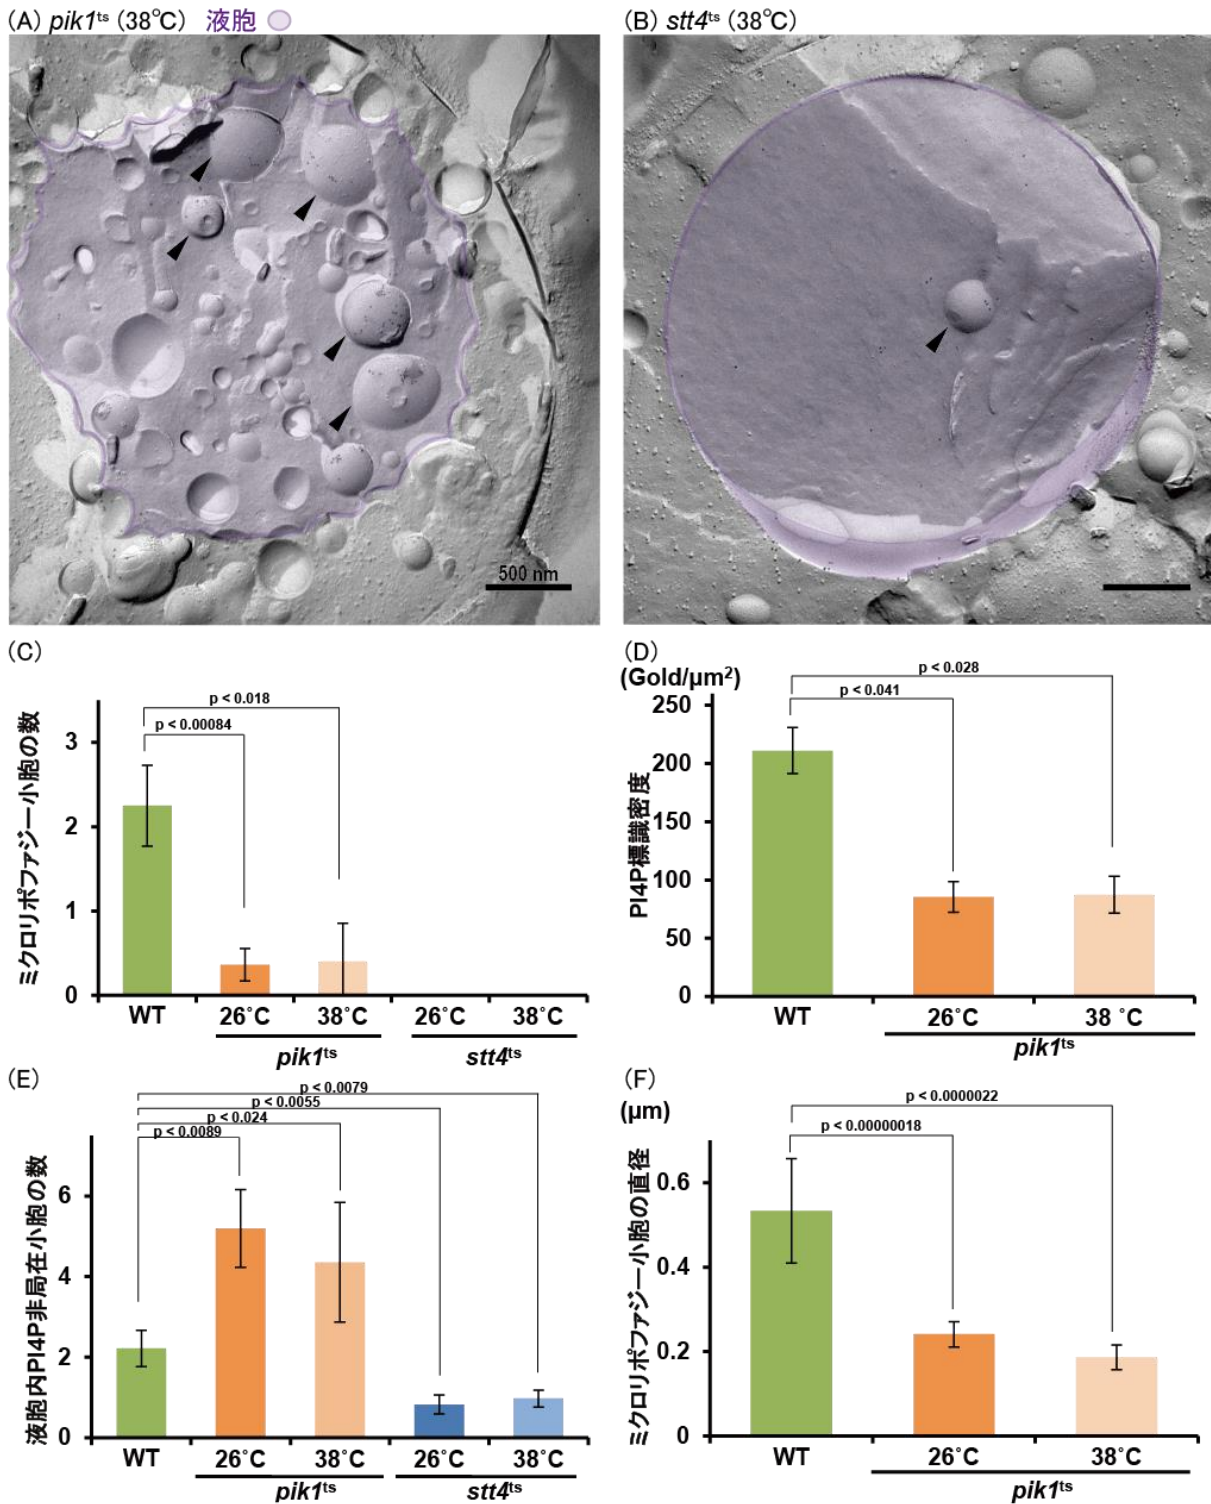 (A) pik1ts (38℃) 液胞
(B) stt4ts (38℃)
500 nm
(C)
ミクロリポファジー小胞の数
p < 0.018
p < 0.00084
3
2
1
0
WT
26°C
38°C
26°C
38°C
pik1ts
stt4ts
(D)
(Gold/μm²)
PI4P標識密度
p < 0.028
p < 0.041
250
200
150
100
50
0
WT
26°C
38 °C
pik1ts
(E)
液胞内PI4P非局在小胞の数
p < 0.0079
p < 0.0055
p < 0.024
p < 0.0089
6
4
2
0
WT
26°C
38°C
26°C
38°C
pik1ts
stt4ts
(F)
(μm)
ミクロリポファジー小胞の直径
p < 0.0000022
p < 0.00000018
0.6
0.4
0.2
0
WT
26°C
38°C
pik1ts